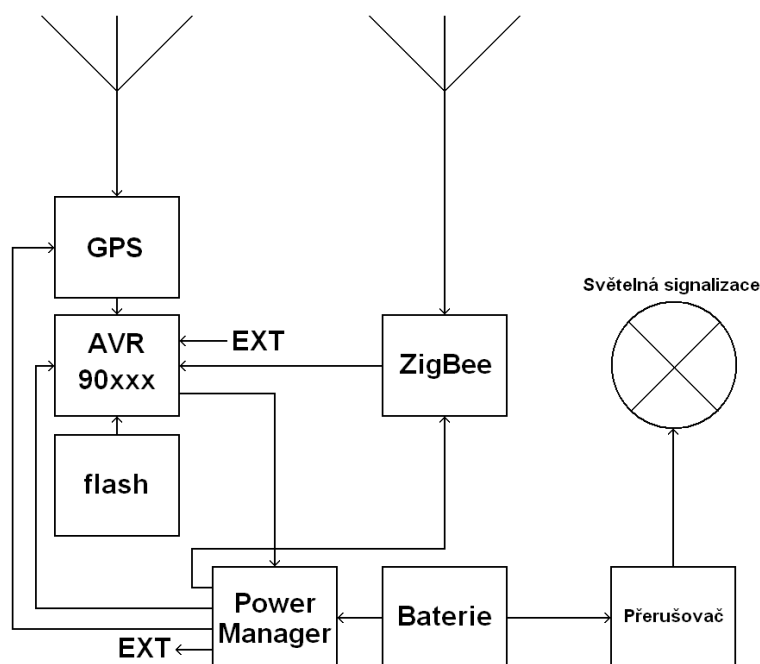 GPS
Světelná signalizace
AVR
90xxx
EXT
ZigBee
flash
Power
Manager
Baterie
Přerušovač
EXT